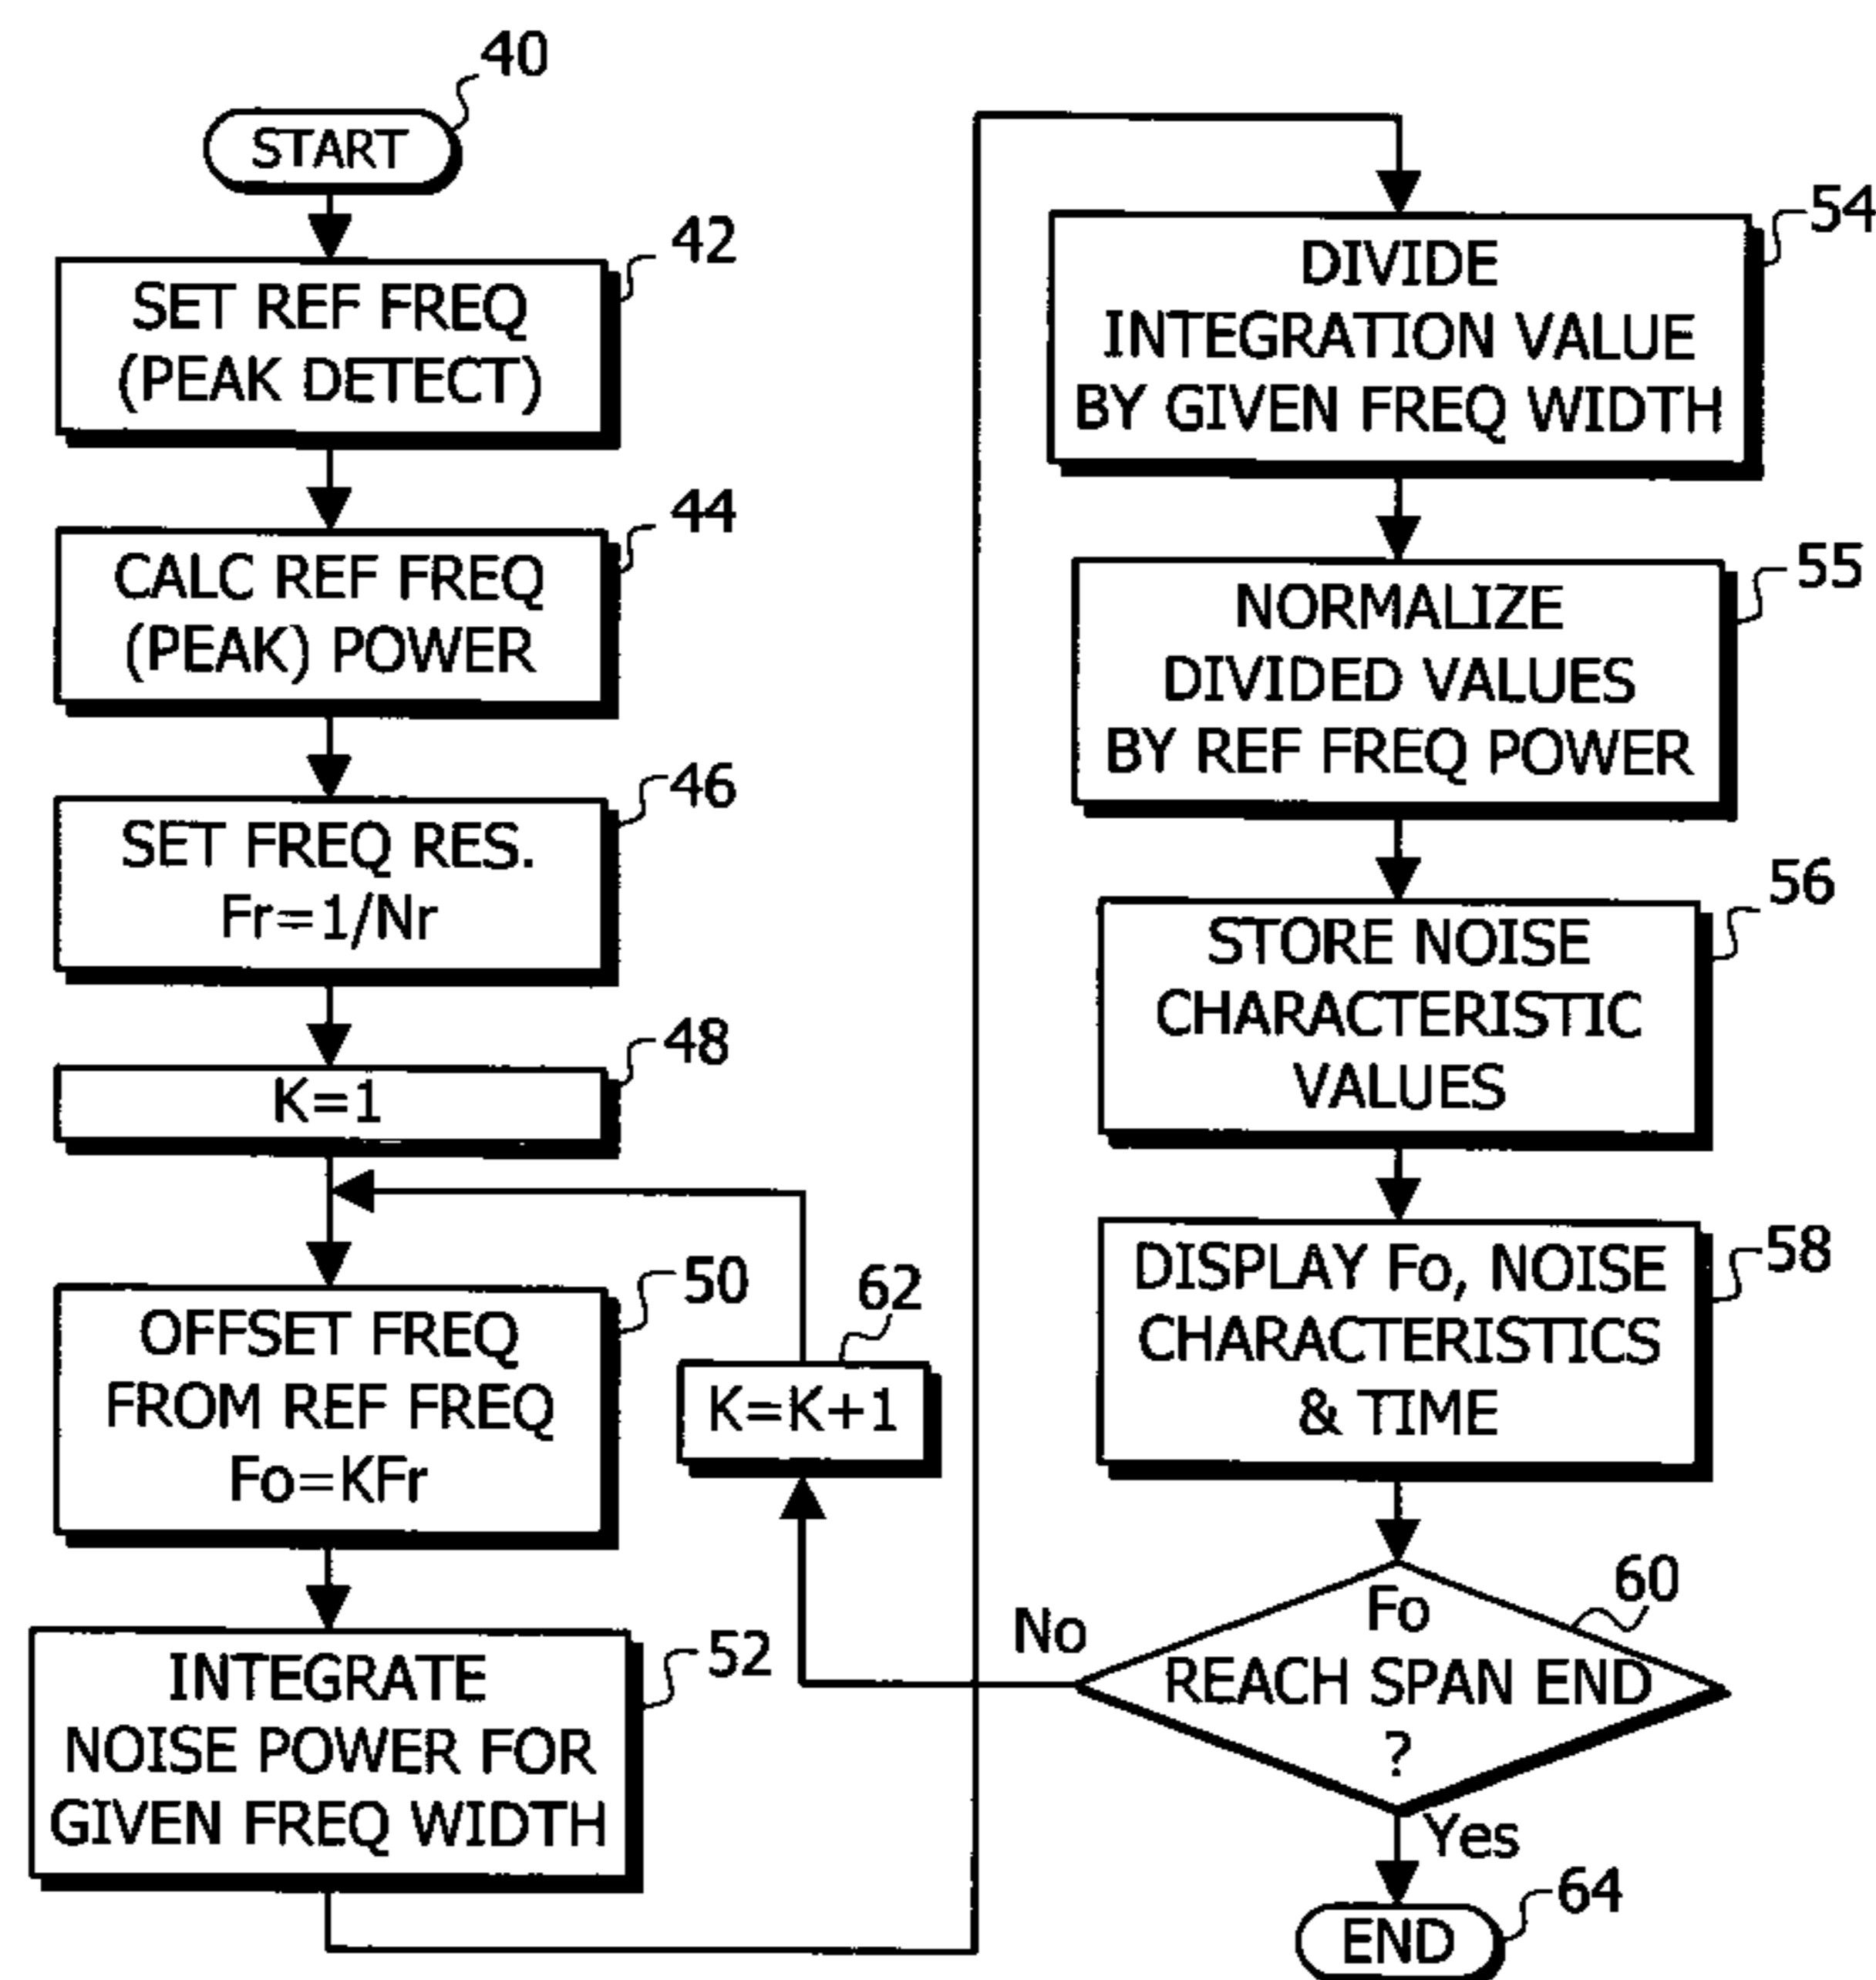 40
START
42
SET REF FREQ
(PEAK DETECT)
44
CALC REF FREQ
(PEAK) POWER
46
SET FREQ RES.
Fr=1/Nr
48
K=1
50
OFFSET FREQ
FROM REF FREQ
Fo=KFr
62
K=K+1
52
INTEGRATE
NOISE POWER FOR
GIVEN FREQ WIDTH
54
DIVIDE
INTEGRATION VALUE
BY GIVEN FREQ WIDTH
55
NORMALIZE
DIVIDED VALUES
BY REF FREQ POWER
56
STORE NOISE
CHARACTERISTIC
VALUES
58
DISPLAY Fo, NOISE
CHARACTERISTICS
& TIME
60
Fo
REACH SPAN END
?
No
Yes
64
END